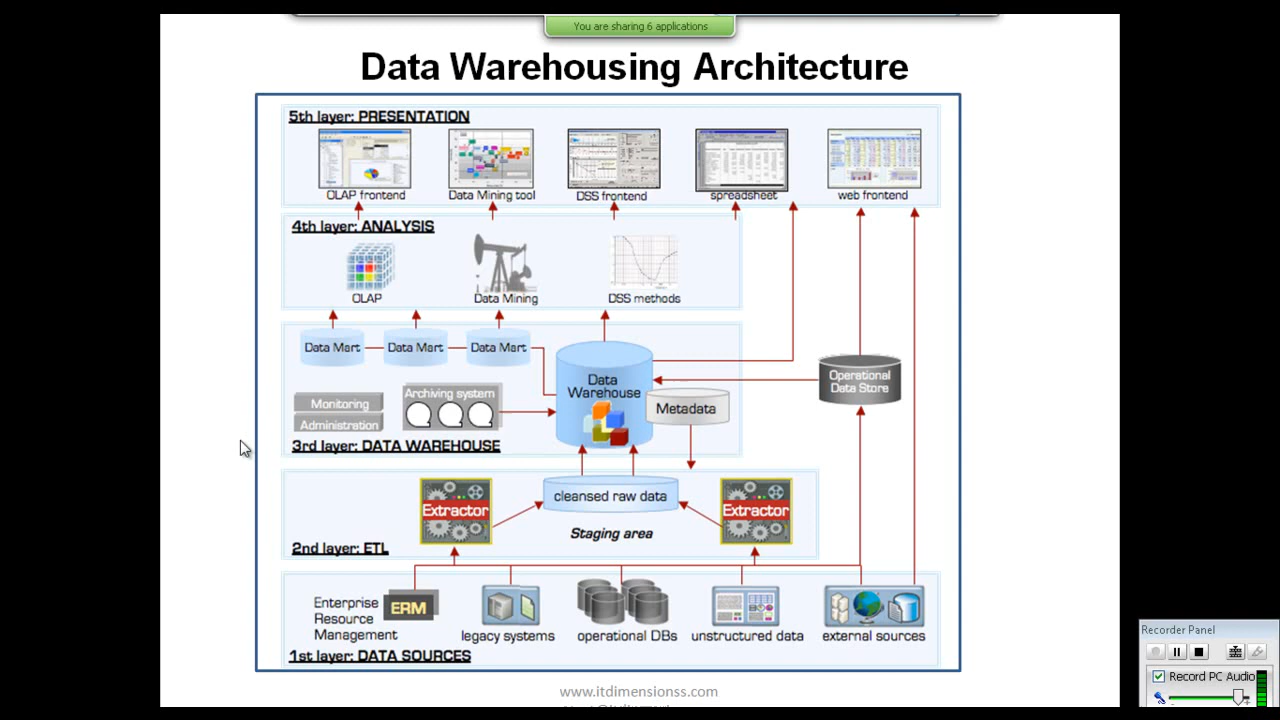 You are sharing 6 applications
Data Warehousing Architecture
5th layer: PRESENTATION
OLAP frontend
Data Mining tool
DSS frontend
spreadsheet
web frontend
4th layer: ANALYSIS
OLAP
Data Mining
DSS methods
Data Mart
Data Mart
Data Mart
Data
Warehouse
Operational
Data Store
Monitoring
Administration
Archiving system
Metadata
3rd layer: DATA WAREHOUSE
Extractor
cleansed raw data
Extractor
Staging area
2nd layer: ETL
Enterprise
Resource
Management
ERM
legacy systems
operational DBs
unstructured data
external sources
1st layer: DATA SOURCES
www.itdimensionss.com
Recorder Panel
Record PC Audio